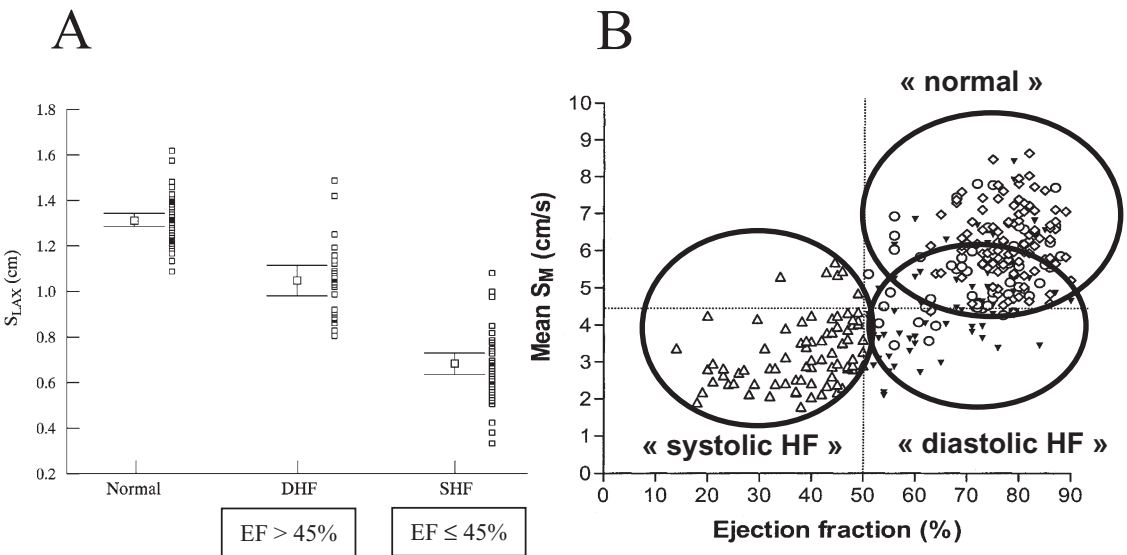 A
B
1.8
1.6
1.4
1.2
1.0
0.8
0.6
0.4
0.2
S_LAX (cm)
Normal
DHF
SHF
EF > 45%
EF ≤ 45%
« normal »
10
9
8
7
6
5
4
3
2
1
0
Mean S_M (cm/s)
« systolic HF »
« diastolic HF »
0 10 20 30 40 50 60 70 80 90
Ejection fraction (%)